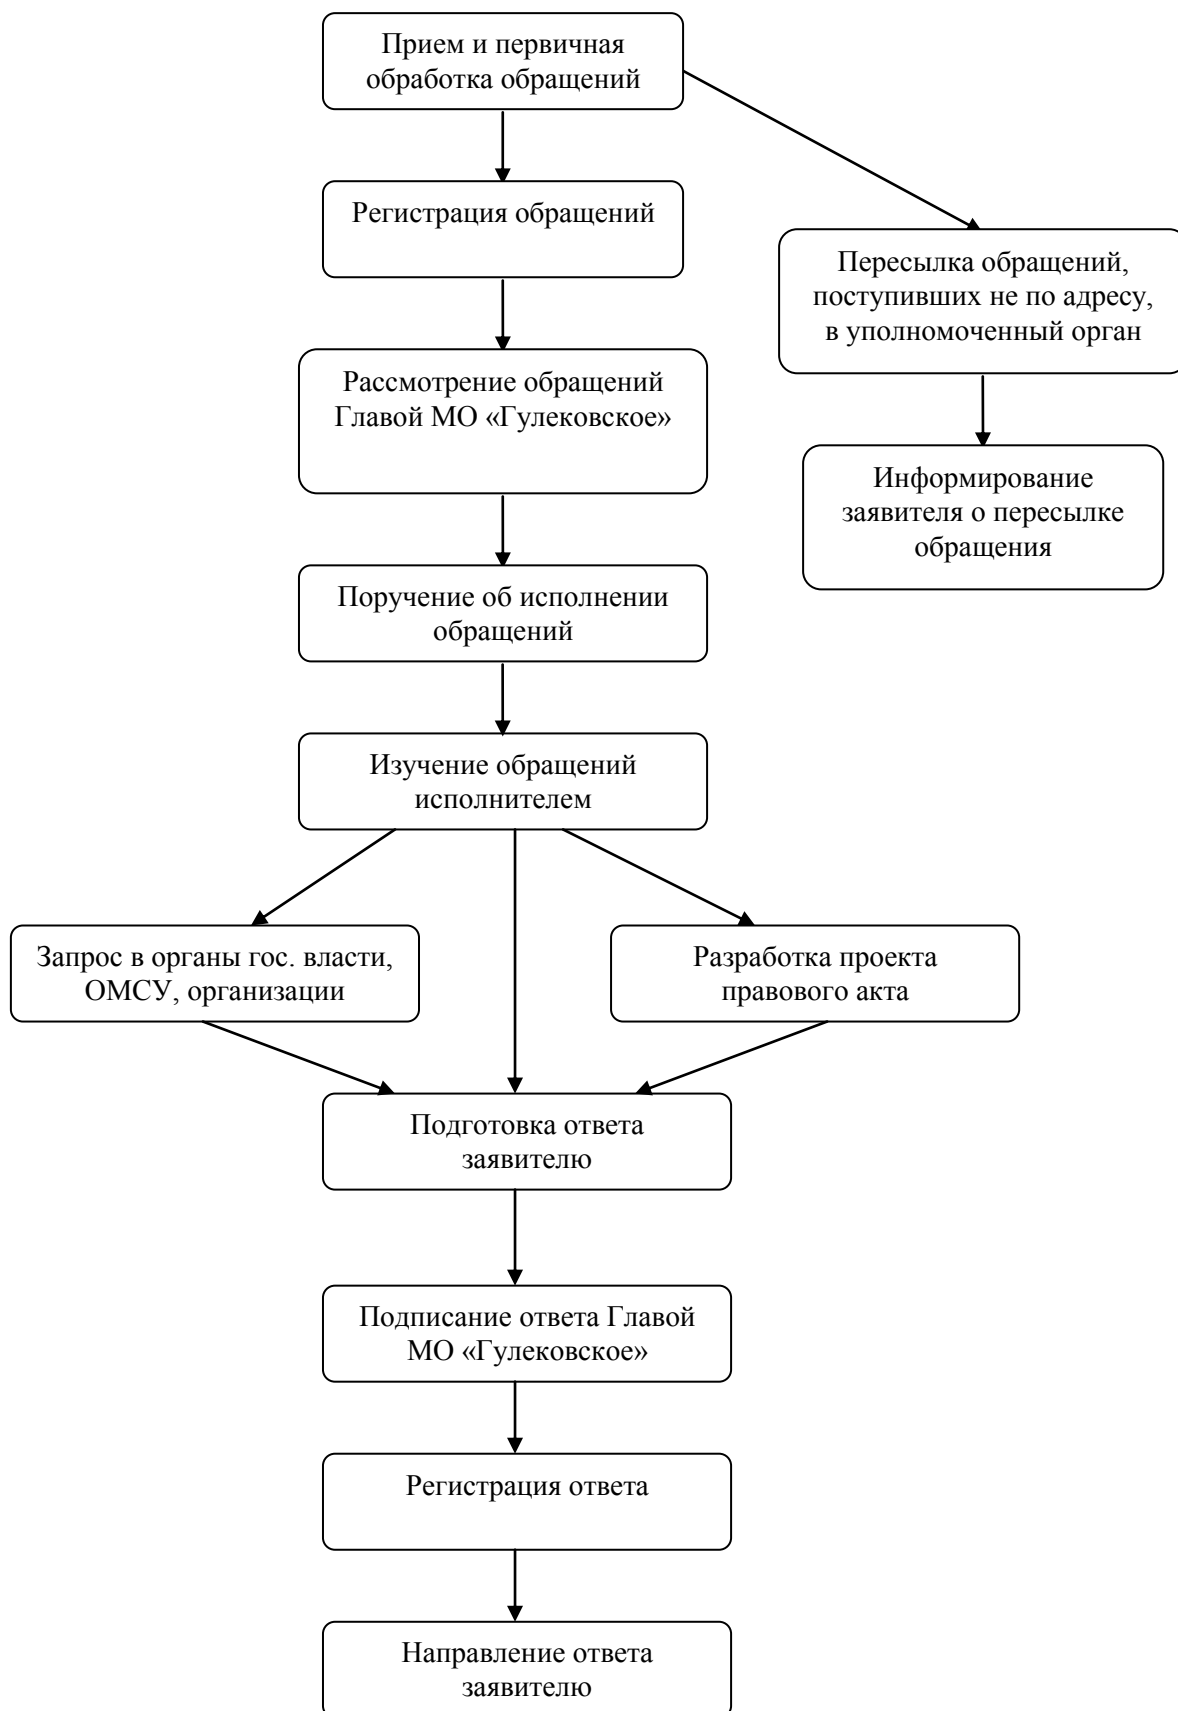 Прием и первичная
обработка обращений
Регистрация обращений
Пересылка обращений,
поступивших не по адресу,
в уполномоченный орган
Рассмотрение обращений
Главой МО «Гулековское»
Информирование
заявителя о пересылке
обращения
Поручение об исполнении
обращений
Изучение обращений
исполнителем
Запрос в органы гос. власти,
ОМСУ, организации
Разработка проекта
правового акта
Подготовка ответа
заявителю
Подписание ответа Главой
МО «Гулековское»
Регистрация ответа
Направление ответа
заявителю